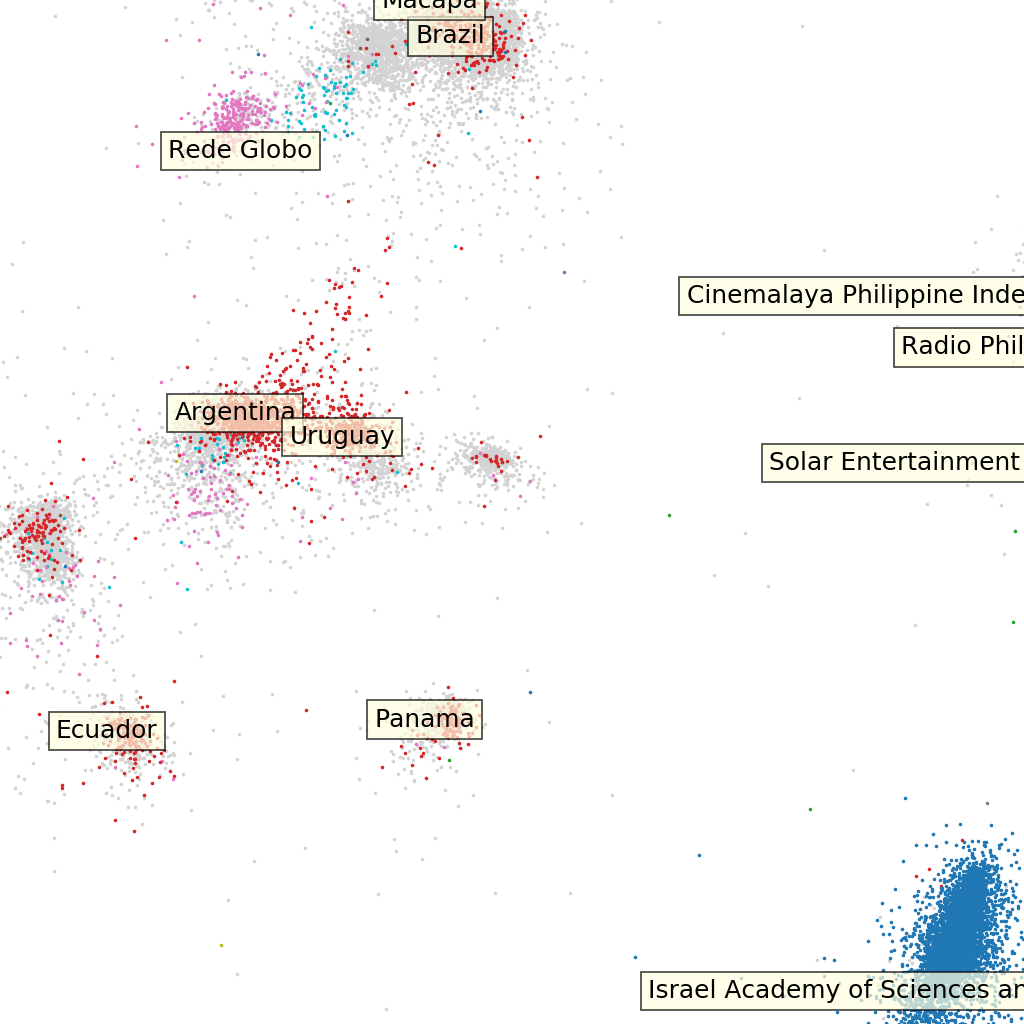 Macapá
Brazil
Rede Globo
Cinemalaya Philippine Inde
Radio Phil
Argentina
Uruguay
Solar Entertainment
Ecuador
Panama
Israel Academy of Sciences an